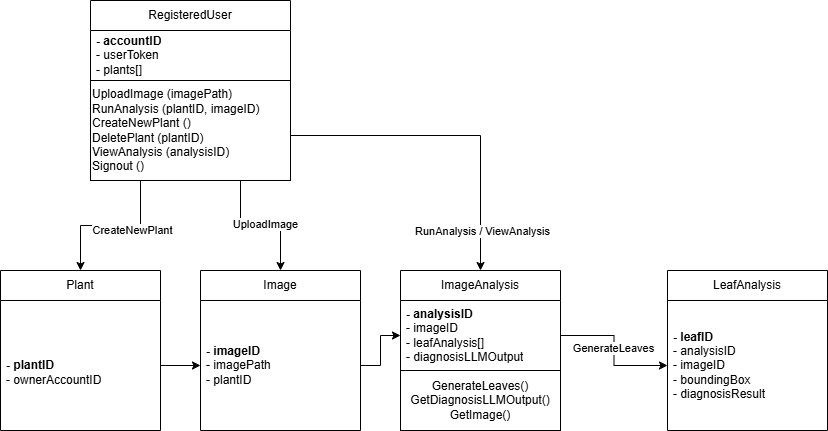 RegisteredUser
- accountID
- userToken
- plants[]
UploadImage (imagePath)
RunAnalysis (plantID, imageID)
CreateNewPlant ()
DeletePlant (plantID)
ViewAnalysis (analysisID)
Signout ()
CreateNewPlant
UploadImage
RunAnalysis / ViewAnalysis
Plant
- plantID
- ownerAccountID
Image
- imageID
- imagePath
- plantID
ImageAnalysis
- analysisID
- imageID
- leafAnalysis[]
- diagnosisLLMOutput
GenerateLeaves()
GetDiagnosisLLMOutput()
GetImage()
GenerateLeaves
LeafAnalysis
- leafID
- analysisID
- imageID
- boundingBox
- diagnosisResult